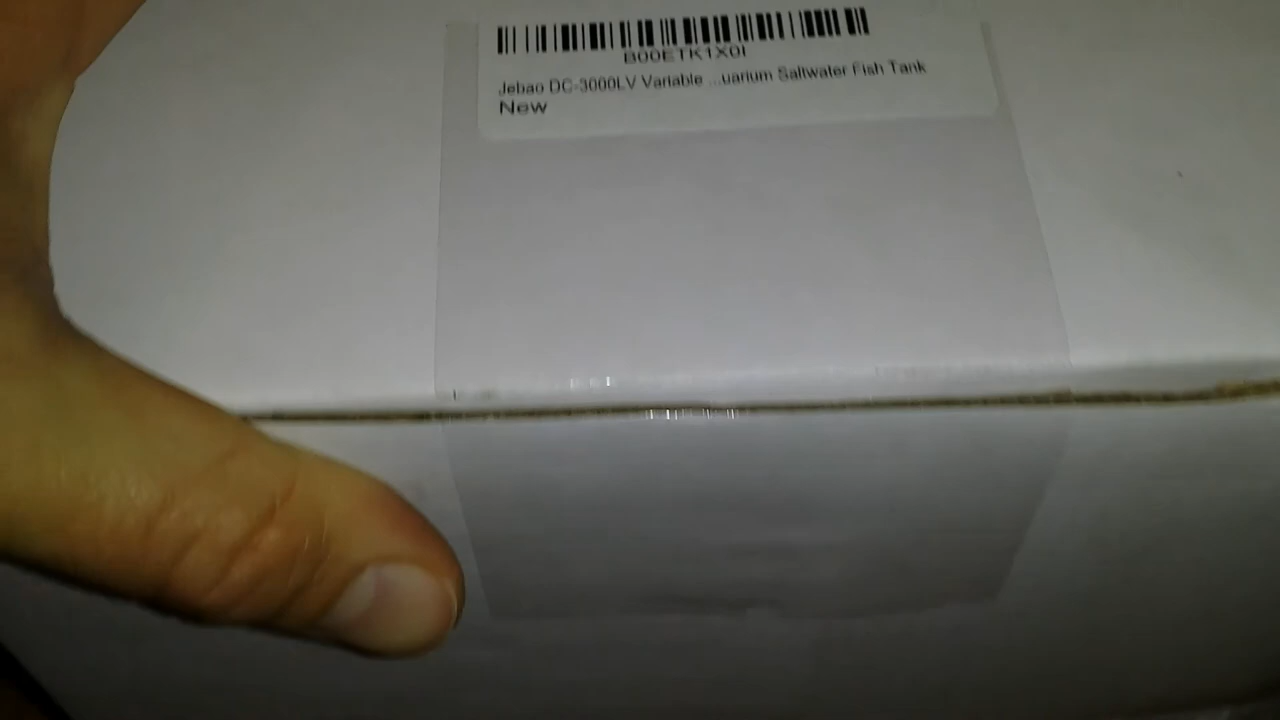 B00ETK1X0I
Jebao DC-3000LV Variable ...uarium Saltwater Fish Tank
New